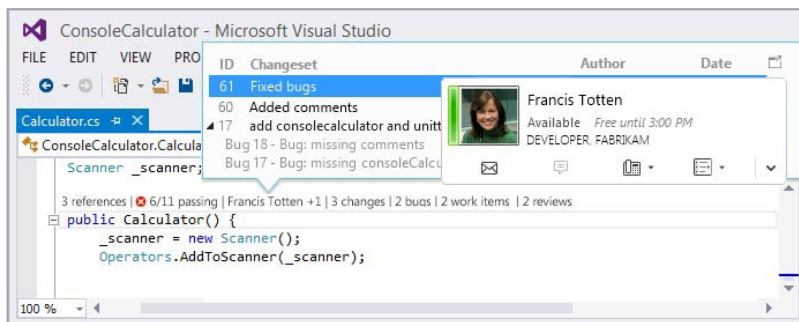 ConsoleCalculator - Microsoft Visual Studio
FILE EDIT VIEW PRO
ID Changeset Author Date
61 Fixed bugs
60 Added comments
17 add consolecalculator and unitt
Bug 18 - Bug: missing comments
Bug 17 - Bug: missing consoleCalcu
Francis Totten
Available Free until 3:00 PM
DEVELOPER, FABRIKAM
Calculator.cs
ConsoleCalculator.Calcula
Scanner _scanner;
3 references | 6/11 passing | Francis Totten +1 | 3 changes | 2 bugs | 2 work items | 2 reviews
public Calculator() {
_scanner = new Scanner();
Operators.AddToScanner(_scanner);
100 %